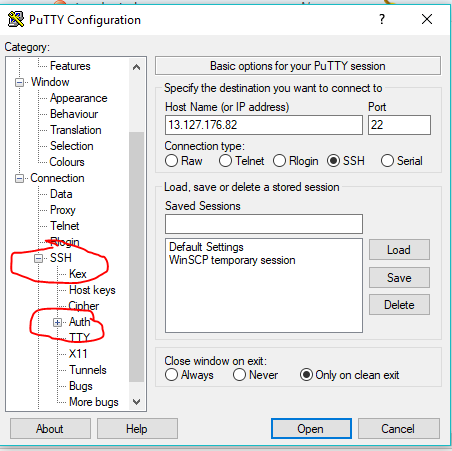 PuTTY Configuration
?
Category:
Features
Window
Appearance
Behaviour
Translation
Selection
Colours
Connection
Data
Proxy
Telnet
Rlogin
SSH
Kex
Host keys
Cipher
Auth
TTY
X11
Tunnels
Bugs
More bugs
Basic options for your PuTTY session
Specify the destination you want to connect to
Host Name (or IP address) Port
13.127.176.82 22
Connection type:
Raw Telnet Rlogin SSH Serial
Load, save or delete a stored session
Saved Sessions
Default Settings
WinSCP temporary session
Load
Save
Delete
Close window on exit:
Always Never Only on clean exit
About Help Open Cancel